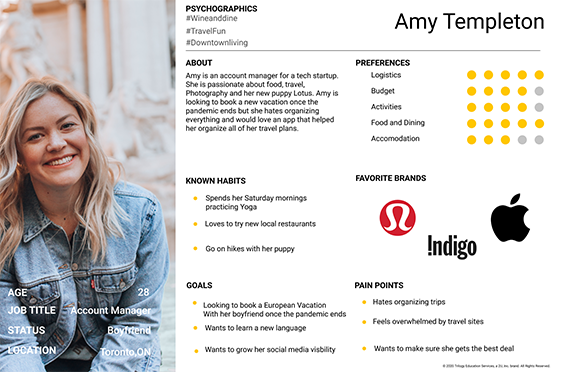 PSYCHOGRAPHICS
#Wineanddine
#TravelFun
#Downtownliving
Amy Templeton
ABOUT
Amy is an account manager for a tech startup.
She is passionate about food, travel,
Photography and her new puppy Lotus. Amy is
looking to book a new vacation once the
pandemic ends but she hates organizing
everything and would love an app that helped
her organize all of her travel plans.
PREFERENCES
Logistics
Budget
Activities
Food and Dining
Accomodation
KNOWN HABITS
Spends her Saturday mornings
practicing Yoga
Loves to try new local restaurants
Go on hikes with her puppy
FAVORITE BRANDS
!ndigo
GOALS
Looking to book a European Vacation
With her boyfriend once the pandemic ends
Wants to learn a new language
Wants to grow her social media visbility
PAIN POINTS
Hates organizing trips
Feels overwhelmed by travel sites
Wants to make sure she gets the best deal
AGE 28
JOB TITLE Account Manager
STATUS Boyfriend
LOCATION Toronto,ON
© 2020 Trilogy Education Services, a 2U, Inc. brand. All Rights Reserved.